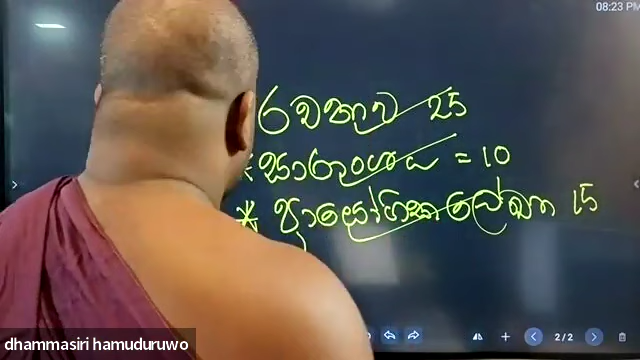 08:23 PM
රචනාව 25
* සාරාංශය = 10
* ප්‍රායෝගික ලේඛන 15
2/2
dhammasiri hamuduruwo